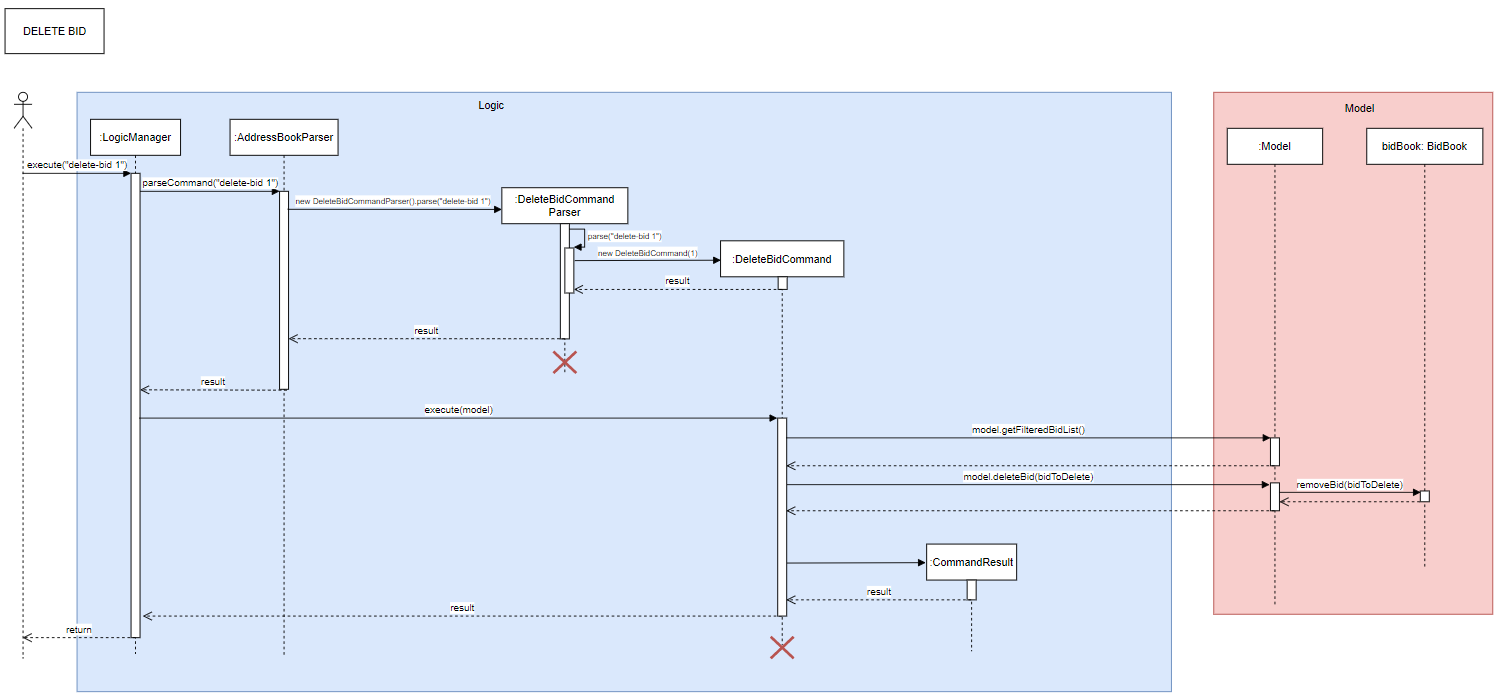 DELETE BID
Logic
Model
:LogicManager
:AddressBookParser
:Model
bidBook: BidBook
execute("delete-bid 1")
parseCommand("delete-bid 1")
new DeleteBidCommandParser().parse("delete-bid 1")
:DeleteBidCommand
Parser
parse("delete-bid 1")
new DeleteBidCommand(1)
:DeleteBidCommand
result
result
result
execute(model)
model.getFilteredBidList()
model.deleteBid(bidToDelete)
removeBid(bidToDelete)
:CommandResult
result
result
return